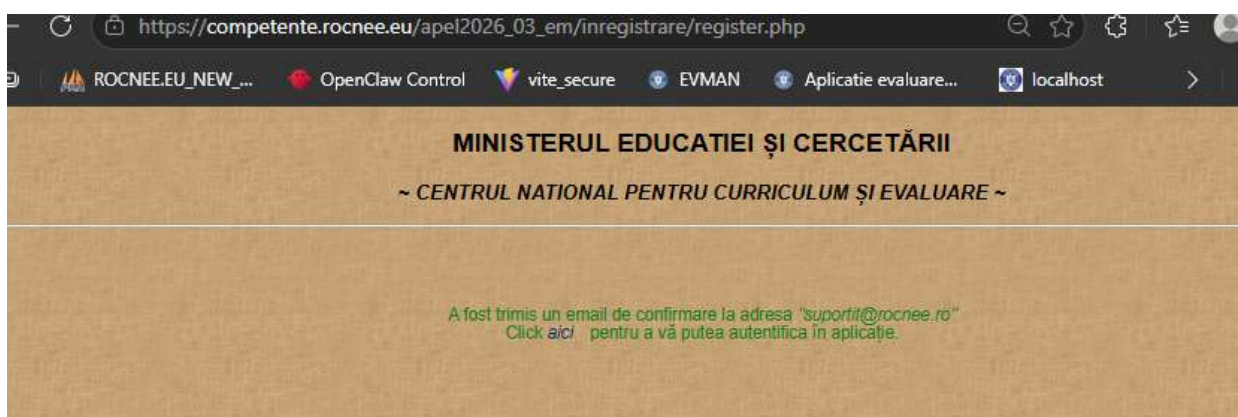 https://competente.rocnee.eu/apel2026_03_em/inregistrare/register.php
ROCNEE.EU_NEW_... OpenClaw Control vite_secure EVMAN Aplicatie evaluare... localhost
MINISTERUL EDUCATIEI ȘI CERCETĂRII
~ CENTRUL NATIONAL PENTRU CURRICULUM ȘI EVALUARE ~
A fost trimis un email de confirmare la adresa "suportit@rocnee.ro"
Click aici pentru a vă putea autentifica în aplicație.